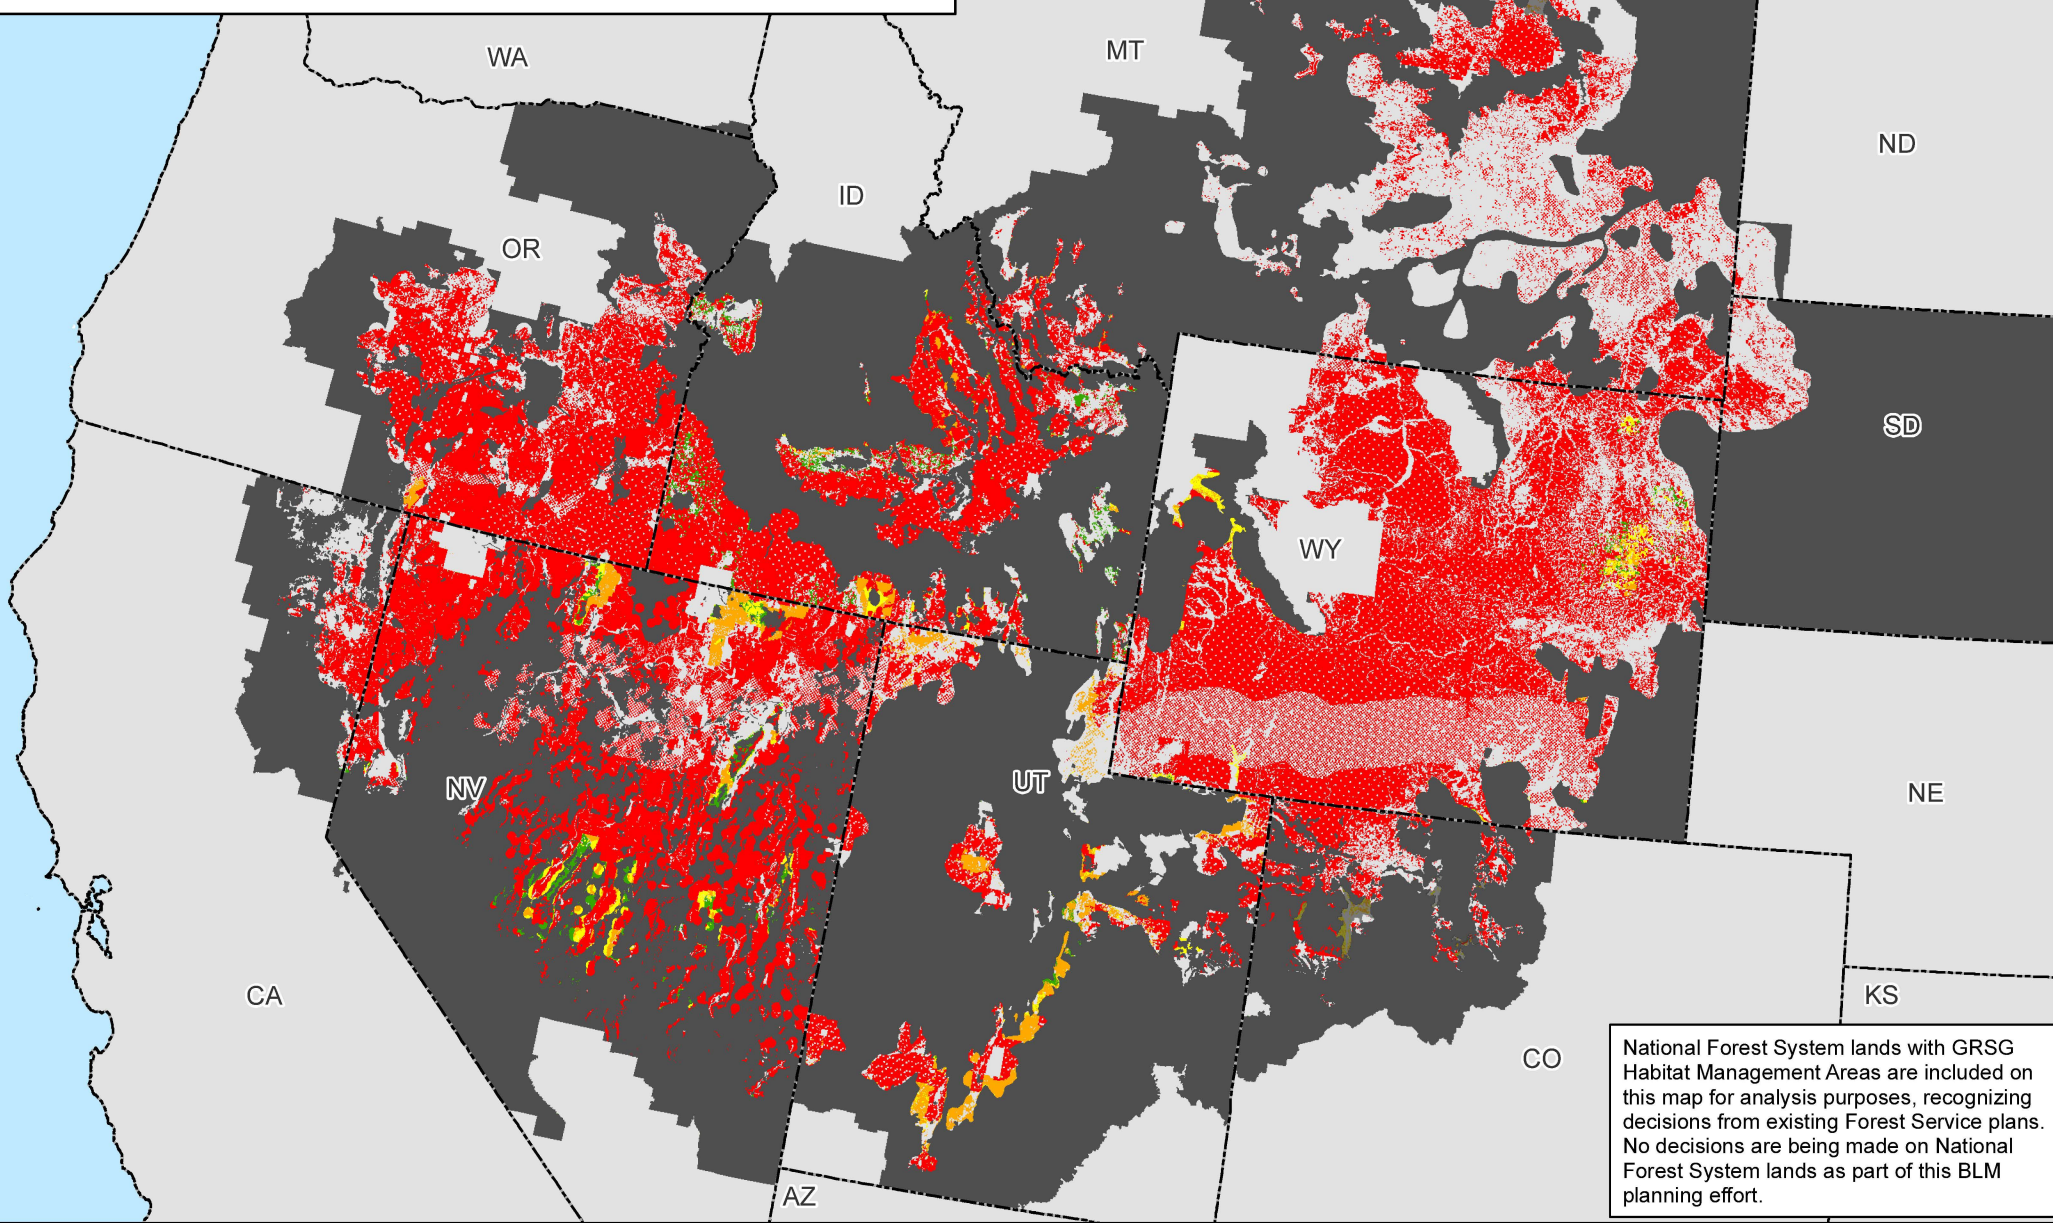 WA
MT
ND
ID
OR
SD
WY
NV
UT
NE
CA
KS
CO
AZ
National Forest System lands with GRSG
Habitat Management Areas are included on
this map for analysis purposes, recognizing
decisions from existing Forest Service plans.
No decisions are being made on National
Forest System lands as part of this BLM
planning effort.